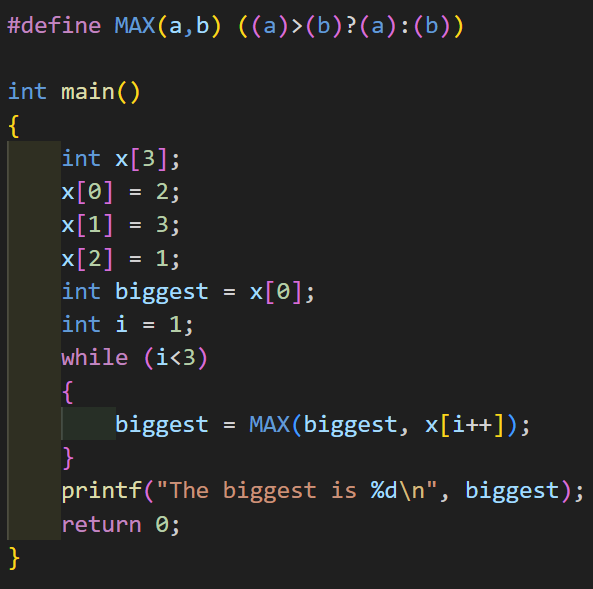 #define MAX(a,b) ((a)>(b)?(a):(b))

int main()
{
    int x[3];
    x[0] = 2;
    x[1] = 3;
    x[2] = 1;
    int biggest = x[0];
    int i = 1;
    while (i<3)
    {
        biggest = MAX(biggest, x[i++]);
    }
    printf("The biggest is %d\n", biggest);
    return 0;
}